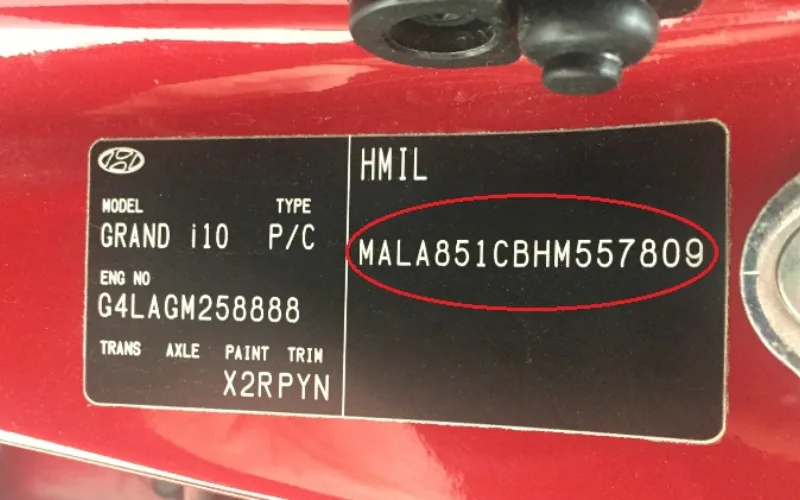 MODEL TYPE
GRAND i10 P/C
ENG NO
G4LAGM258888
TRANS AXLE PAINT TRIM
X2RPYN
HMIL
MALA851CBHM557809